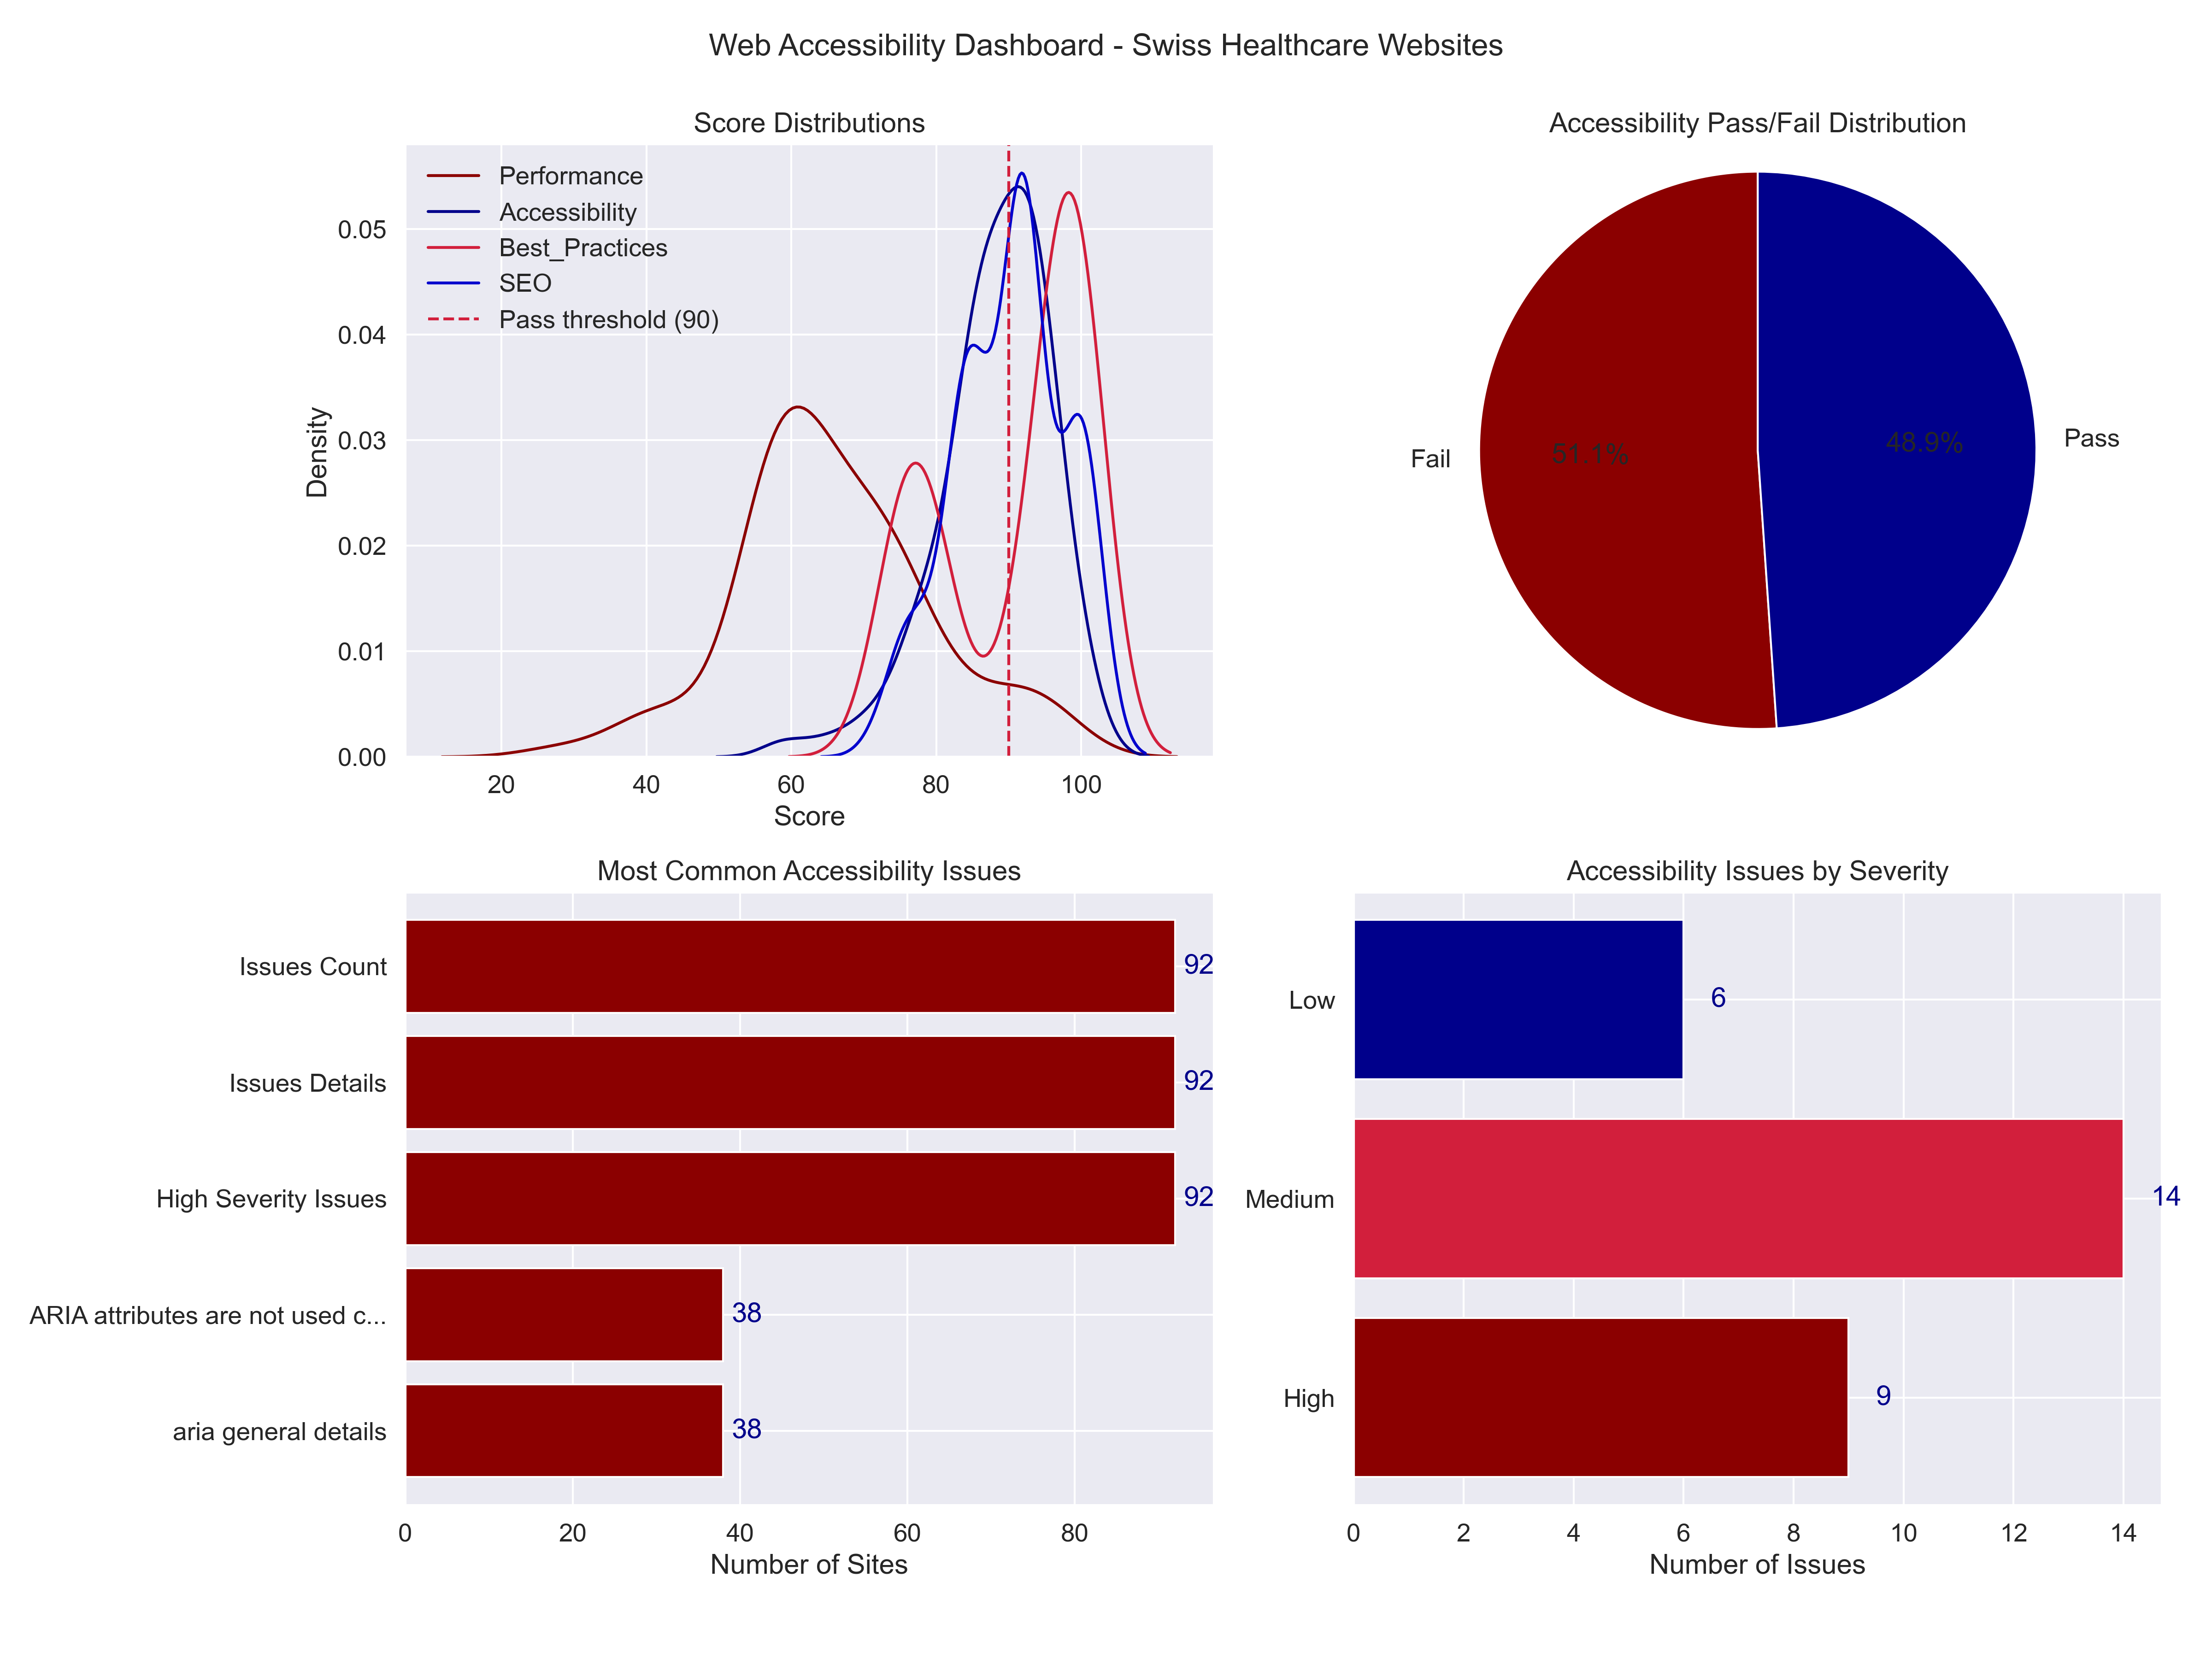 Web Accessibility Dashboard - Swiss Healthcare Websites
Score Distributions
Performance
Accessibility
Best_Practices
SEO
Pass threshold (90)
0.05
0.04
0.03
0.02
0.01
0.00
Density
20 40 60 80 100
Score
Accessibility Pass/Fail Distribution
Fail
51.1%
48.9%
Pass
Most Common Accessibility Issues
Issues Count
92
Issues Details
92
High Severity Issues
92
ARIA attributes are not used c...
38
aria general details
38
0 20 40 60 80
Number of Sites
Accessibility Issues by Severity
Low
6
Medium
14
High
9
0 2 4 6 8 10 12 14
Number of Issues